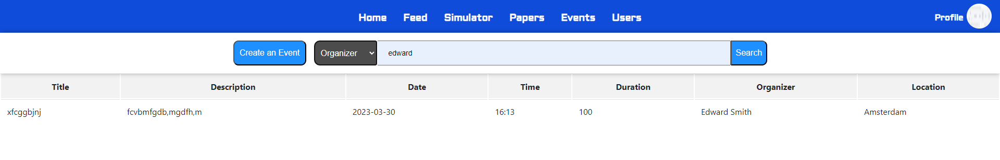 Home Feed Simulator Papers Events Users Profile
Create an Event Organizer edward Search
Title Description Date Time Duration Organizer Location
xfcggbjnj fcvbmfgdb,mgdfh,m 2023-03-30 16:13 100 Edward Smith Amsterdam